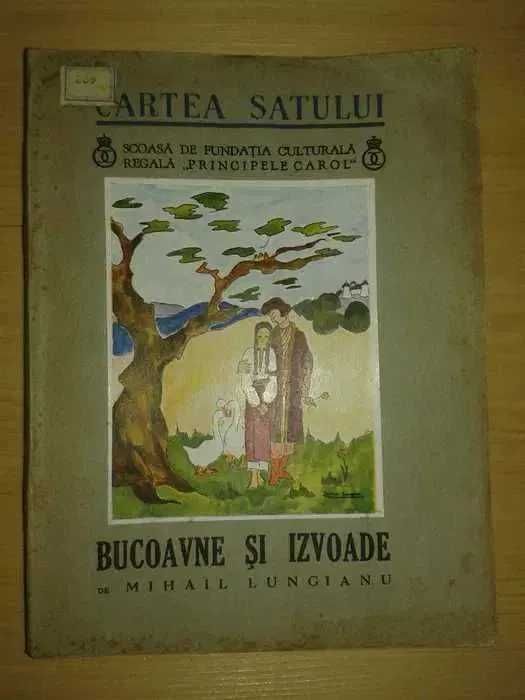 CARTEA SATULUI
SCOASĂ DE FUNDAȚIA CULTURALĂ
REGALĂ „PRINCIPELE CAROL“
BUCOAVNE ȘI IZVOADE
DE MIHAIL LUNGIANU